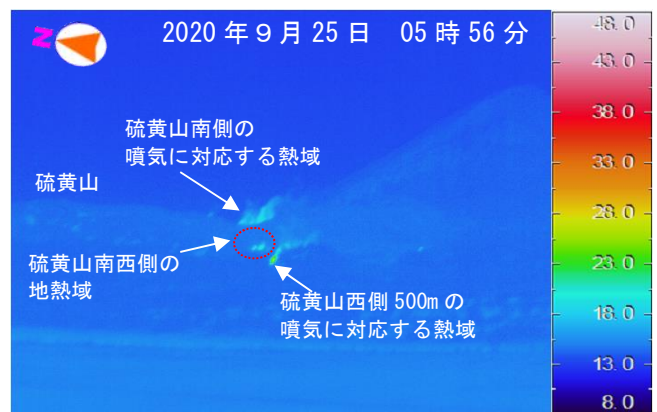 N
2020年9月25日 05時56分
硫黄山南側の
噴気に対応する熱域
硫黄山
硫黄山南西側の
地熱域
硫黄山西側500mの
噴気に対応する熱域
48.0
43.0
38.0
33.0
28.0
23.0
18.0
13.0
8.0